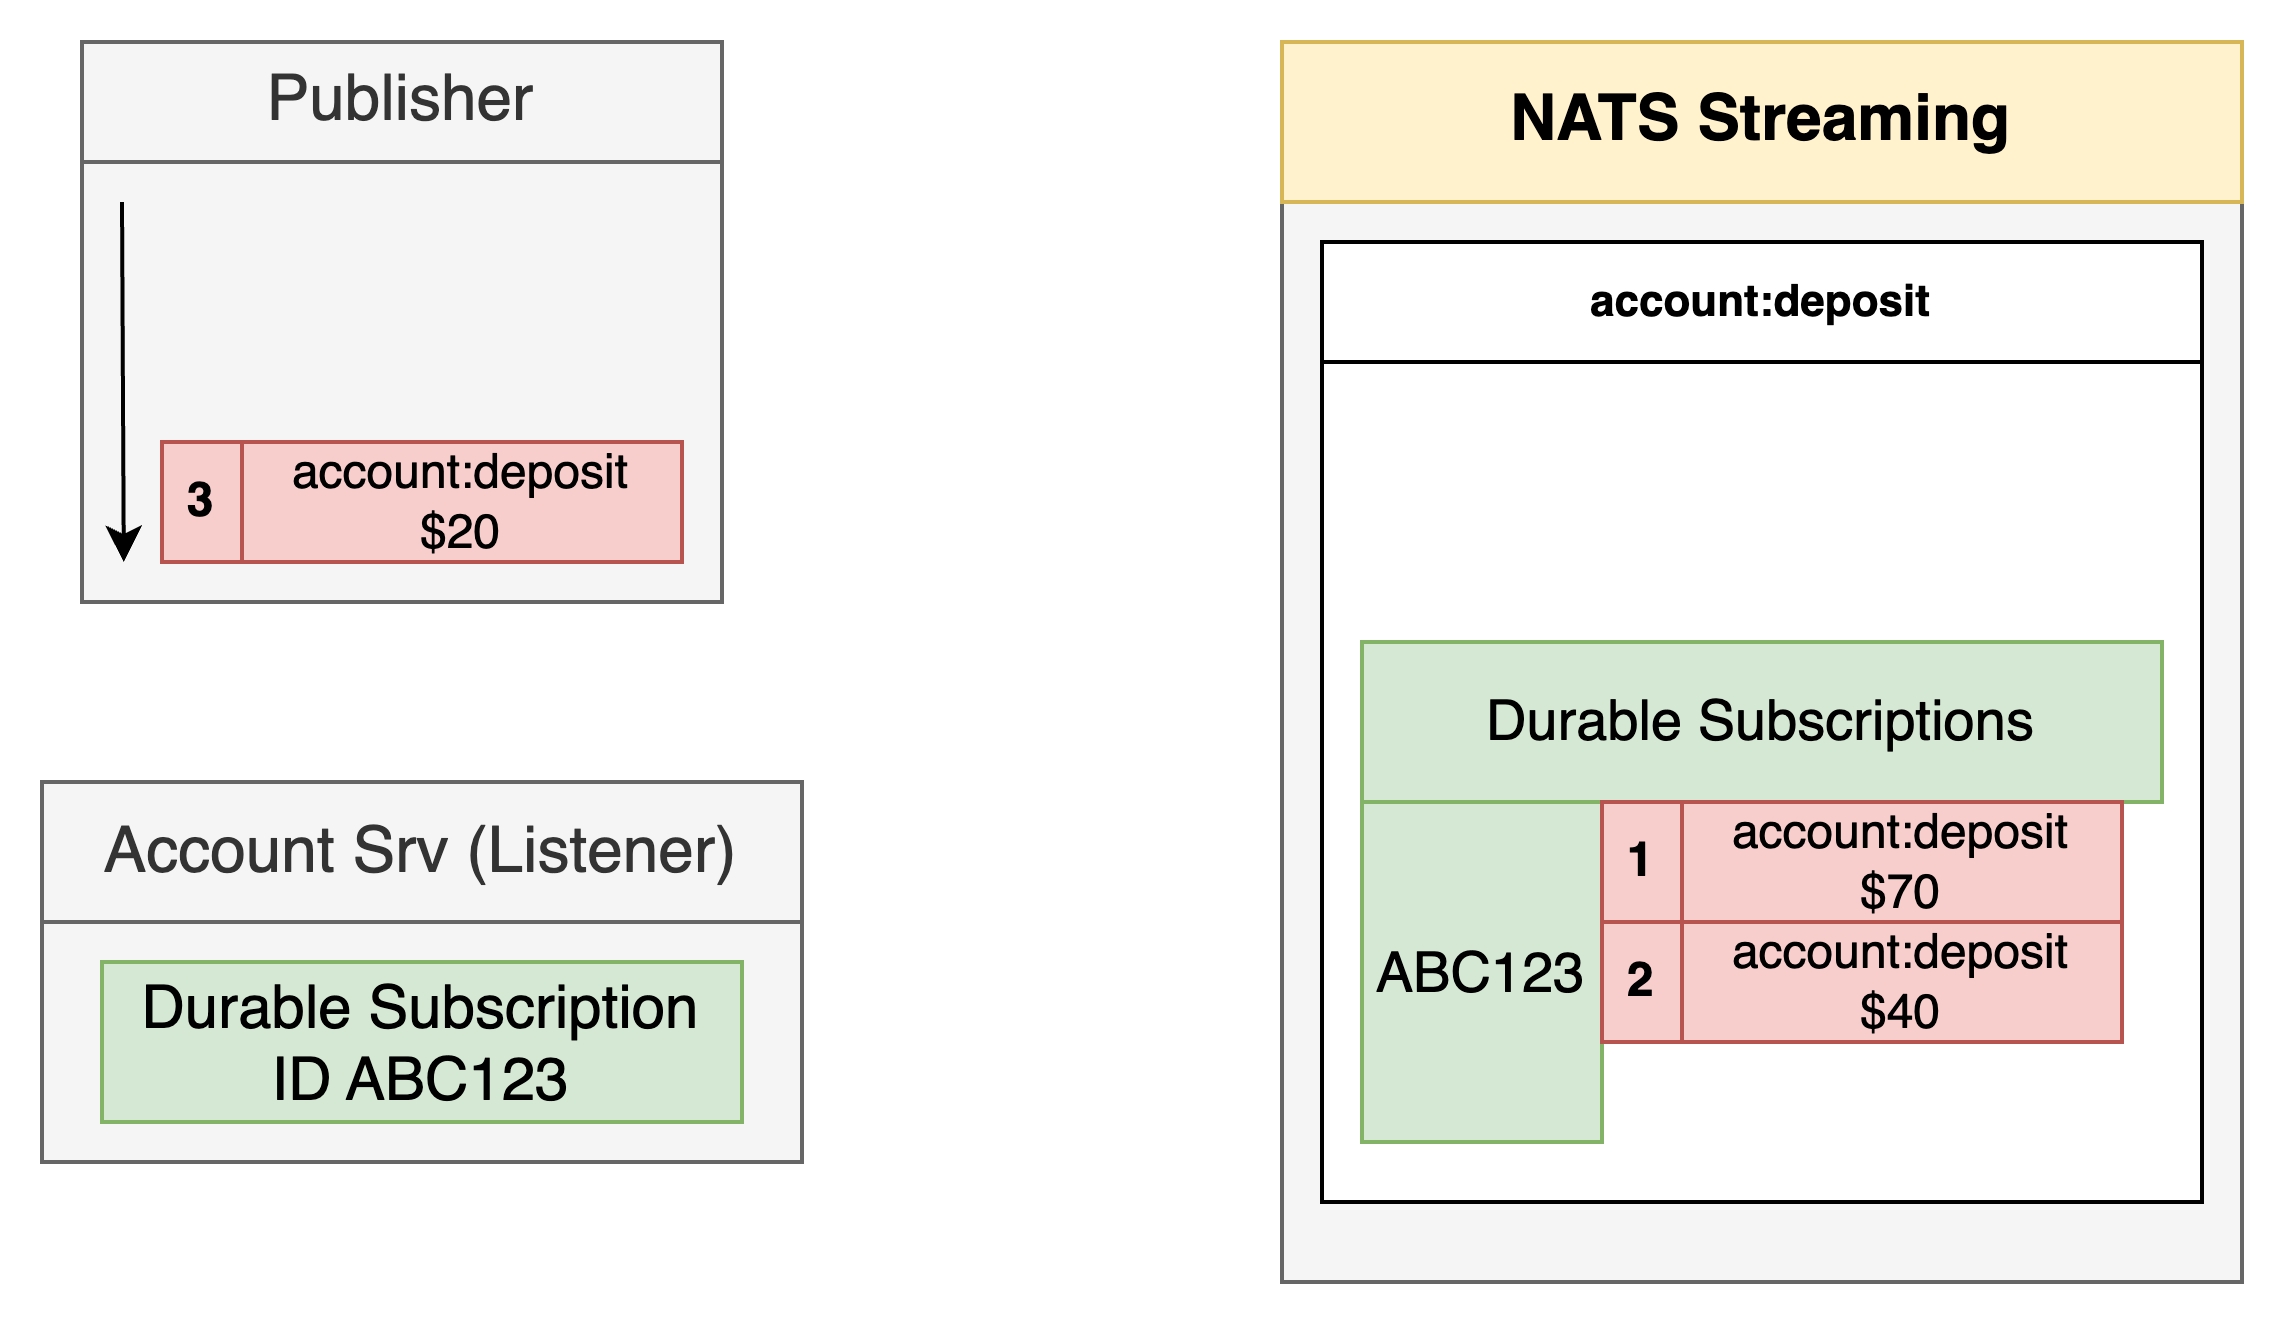 Publisher
3
account:deposit
$20
Account Srv (Listener)
Durable Subscription
ID ABC123
NATS Streaming
account:deposit
Durable Subscriptions
ABC123
1
account:deposit
$70
2
account:deposit
$40